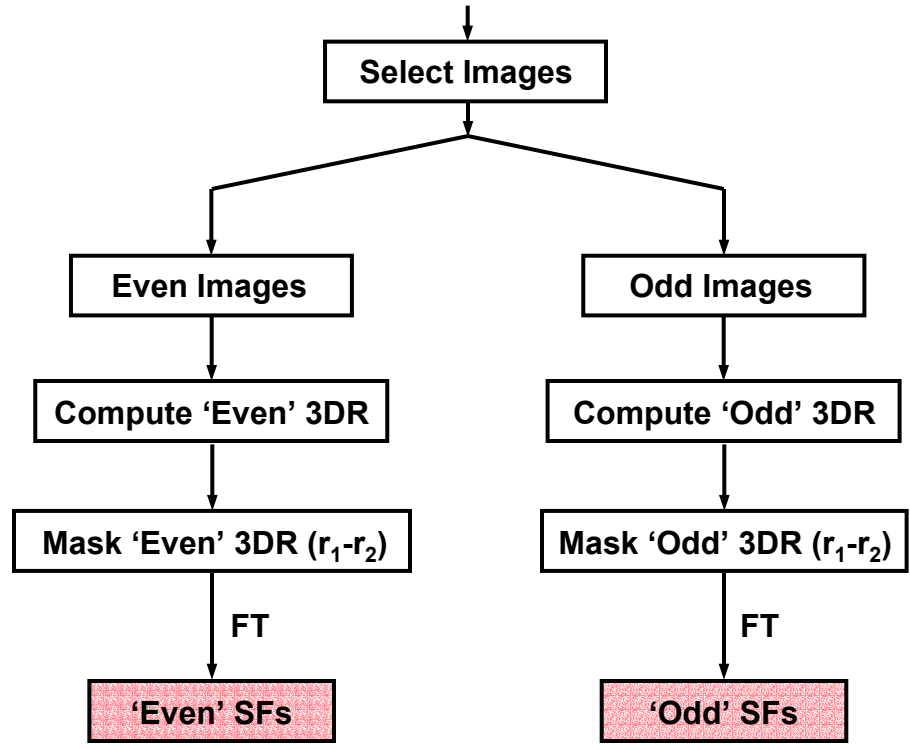 Select Images
Even Images
Odd Images
Compute ‘Even’ 3DR
Compute ‘Odd’ 3DR
Mask ‘Even’ 3DR (r₁-r₂)
Mask ‘Odd’ 3DR (r₁-r₂)
FT
FT
‘Even’ SFs
‘Odd’ SFs